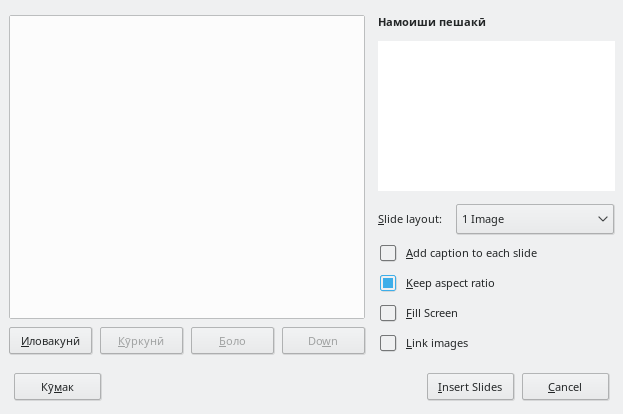 Намоиши пешакӣ
Slide layout: 1 Image
Add caption to each slide
Keep aspect ratio
Fill Screen
Link images
Иловакунӣ Кӯркунӣ Боло Down
Кӯмак Insert Slides Cancel